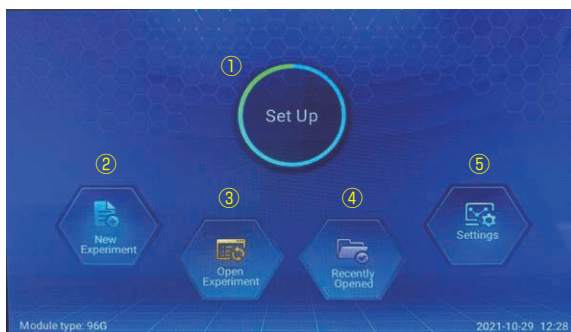 ①
Set Up
②
New
Experiment
③
Open
Experiment
④
Recently
Opened
⑤
Settings
Module type: 96G
2021-10-29 12:28